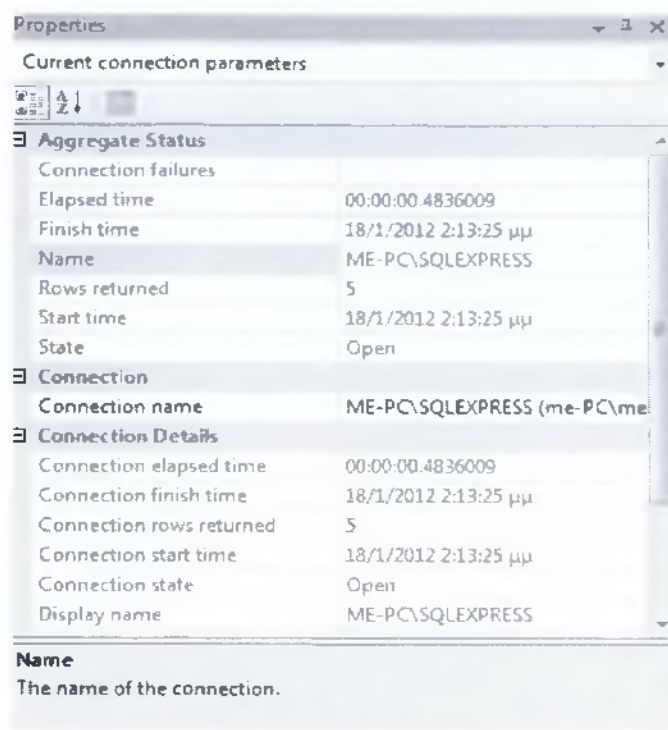 Properties
Current connection parameters
Aggregate Status
Connection failures
Elapsed time 00:00:00.4836009
Finish time 18/1/2012 2:13:25 μμ
Name ME-PC\SQLEXPRESS
Rows returned 5
Start time 18/1/2012 2:13:25 μμ
State Open
Connection
Connection name ME-PC\SQLEXPRESS (me-PC\me
Connection Details
Connection elapsed time 00:00:00.4836009
Connection finish time 18/1/2012 2:13:25 μμ
Connection rows returned 5
Connection start time 18/1/2012 2:13:25 μμ
Connection state Open
Display name ME-PC\SQLEXPRESS
Name
The name of the connection.